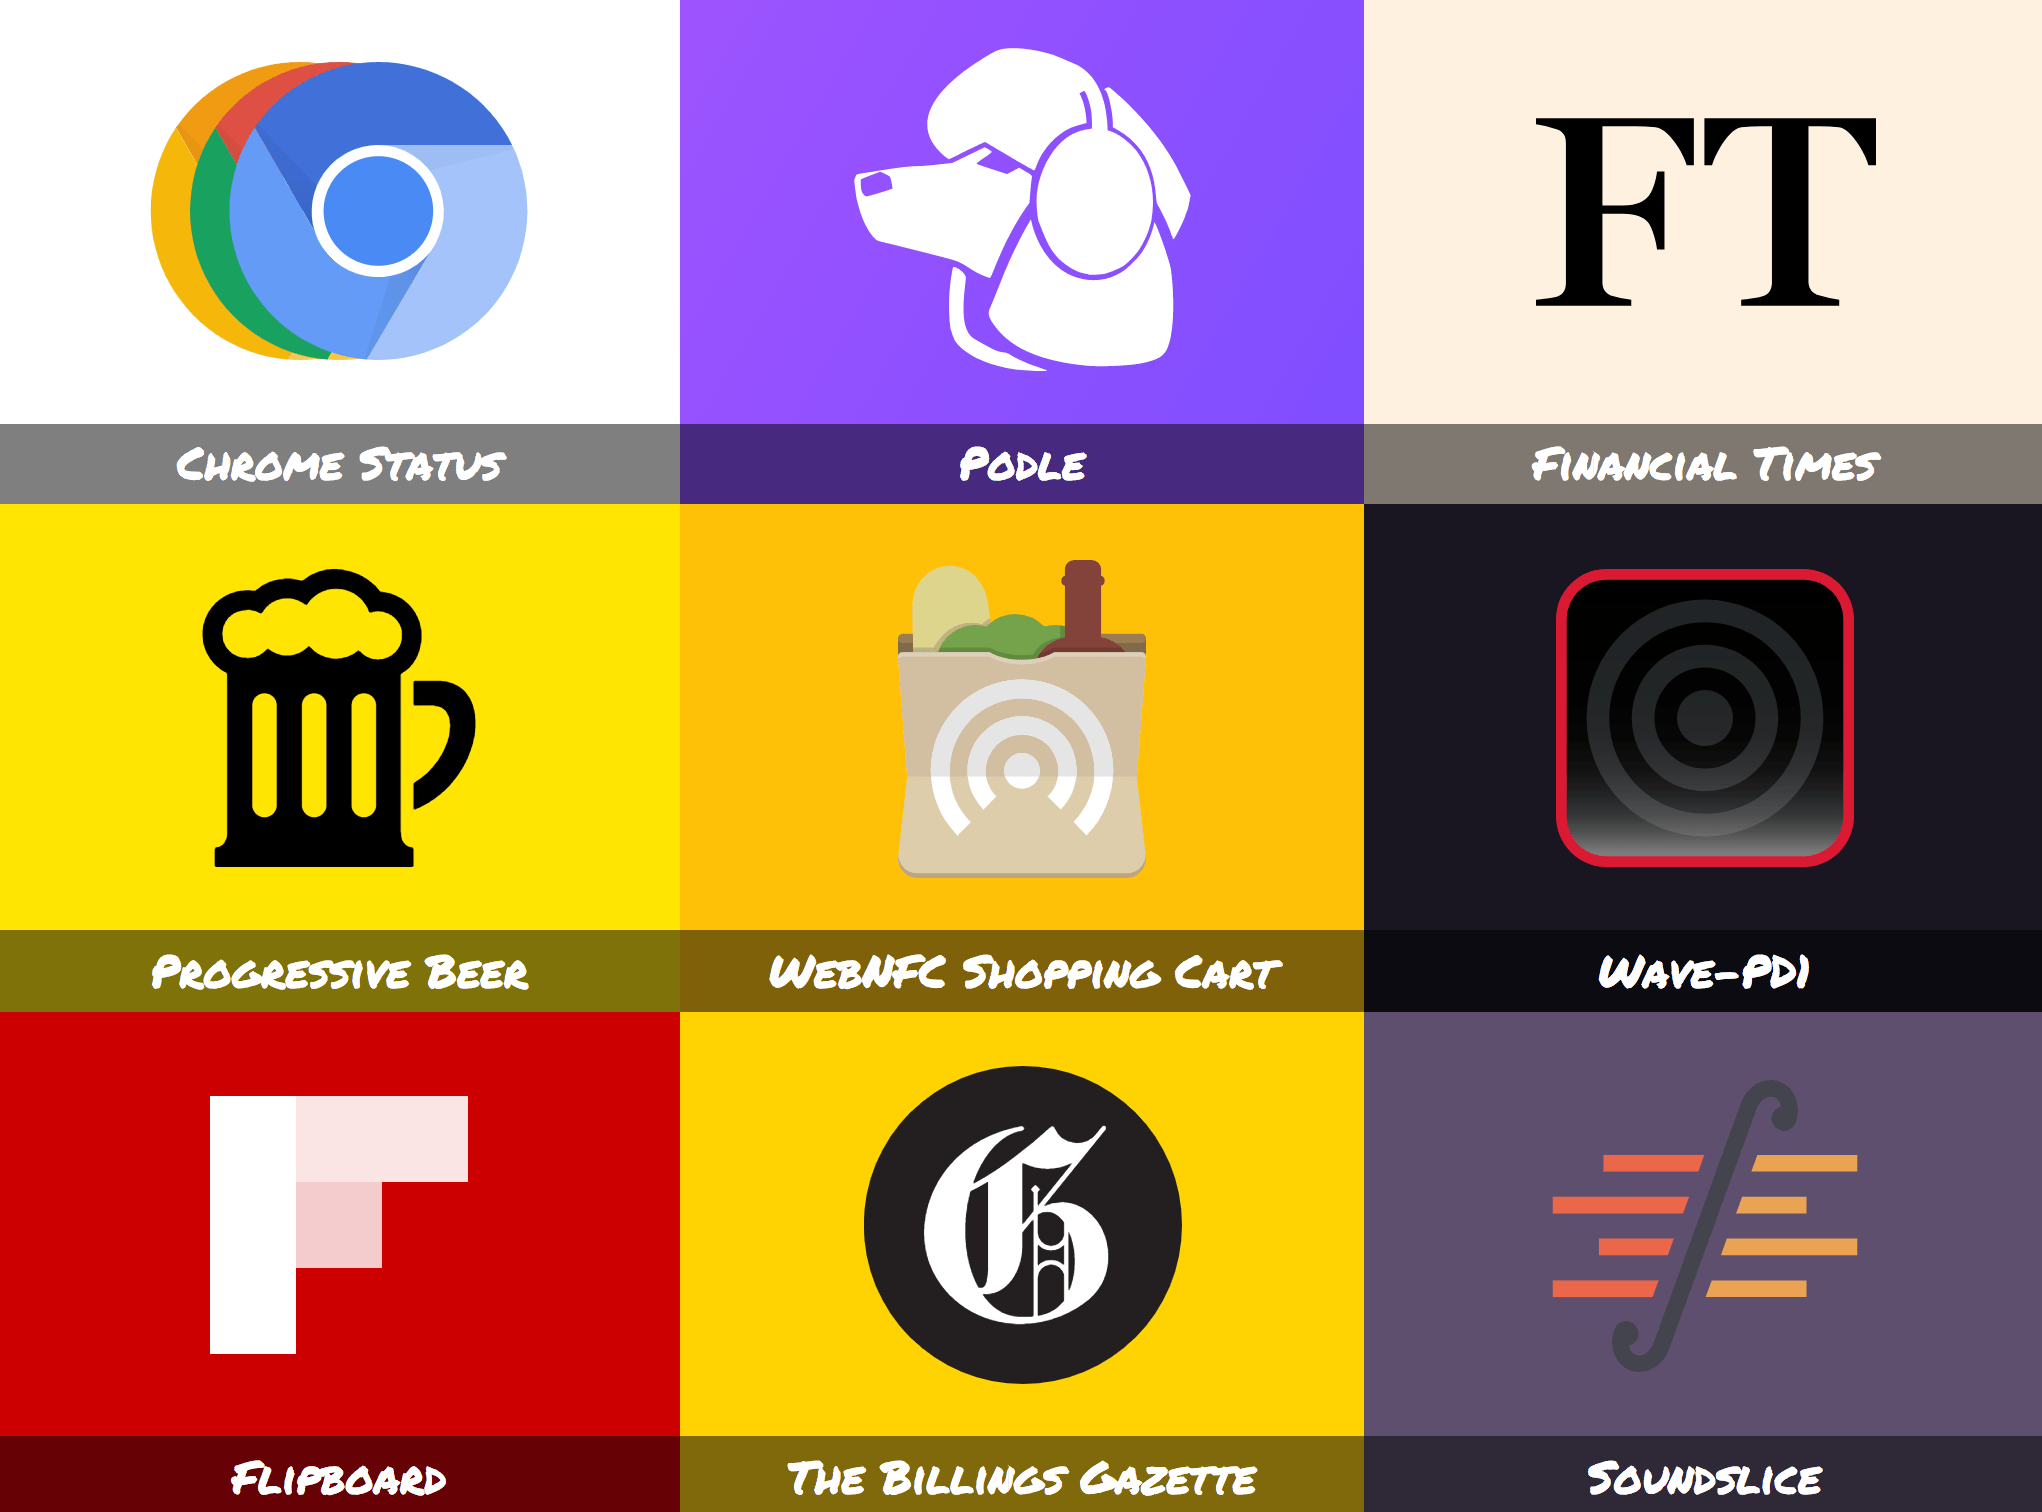 FT
Chrome Status
Podle
Financial Times
Progressive Beer
WebNFC Shopping Cart
Wave-PD1
G
Flipboard
The Billings Gazette
Soundslice